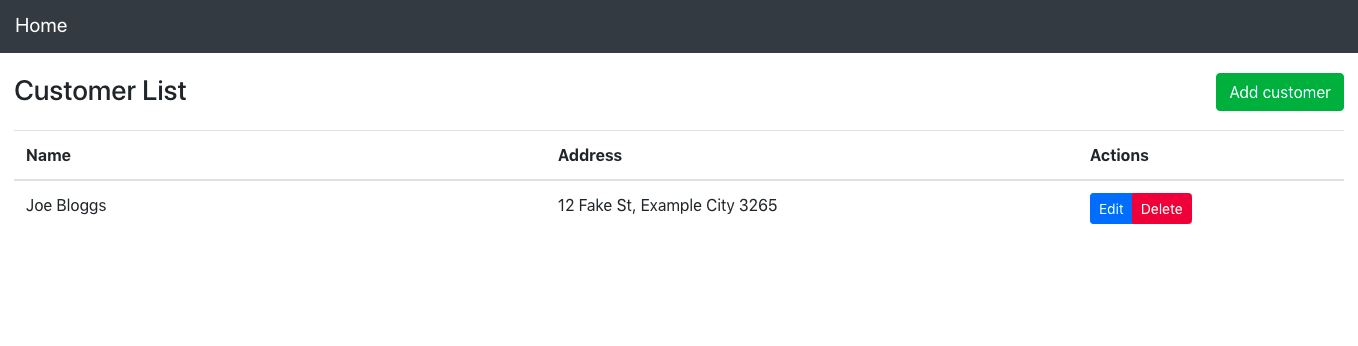 Home
Customer List
Add customer
Name Address Actions
Joe Bloggs 12 Fake St, Example City 3265 Edit Delete